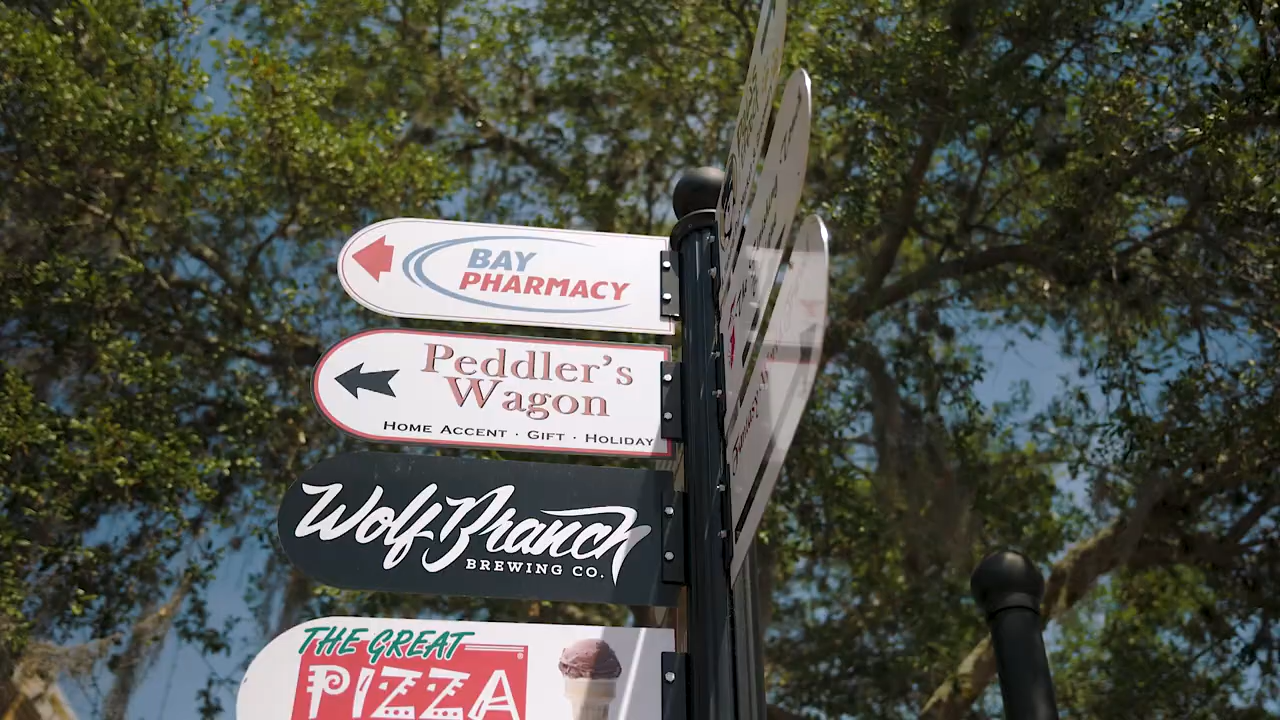 BAY
PHARMACY
Peddler's
Wagon
HOME ACCENT · GIFT · HOLIDAY
Wolf Branch
BREWING CO.
THE GREAT
PIZZA